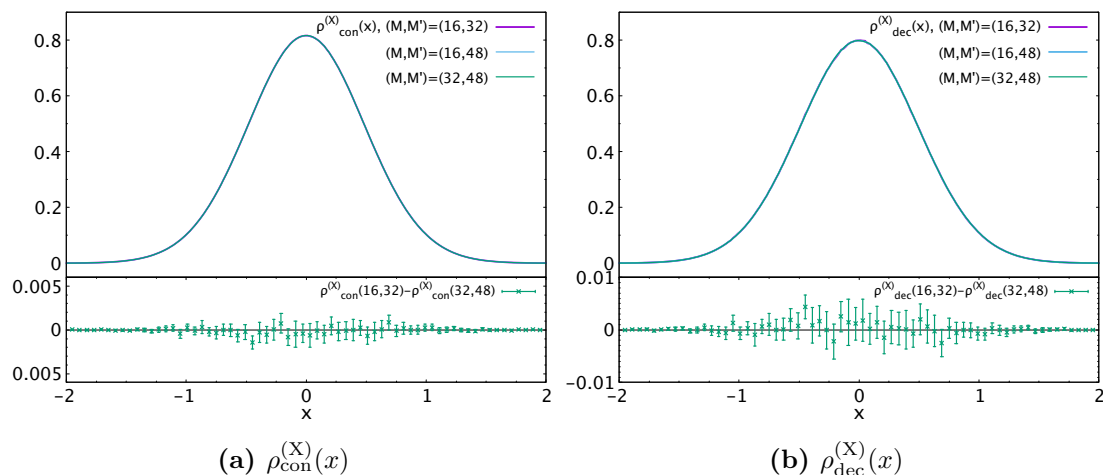 ρ(X)con(x), (M,M')=(16,32)
(M,M')=(16,48)
(M,M')=(32,48)
0.8
0.6
0.4
0.2
0
ρ(X)con(16,32)-ρ(X)con(32,48)
0.005
0
0.005
-2
-1
0
1
2
x
(a) ρ(X)con(x)
ρ(X)dec(x), (M,M')=(16,32)
(M,M')=(16,48)
(M,M')=(32,48)
0.8
0.6
0.4
0.2
0
ρ(X)dec(16,32)-ρ(X)dec(32,48)
0.01
0
-0.01
-2
-1
0
1
2
x
(b) ρ(X)dec(x)